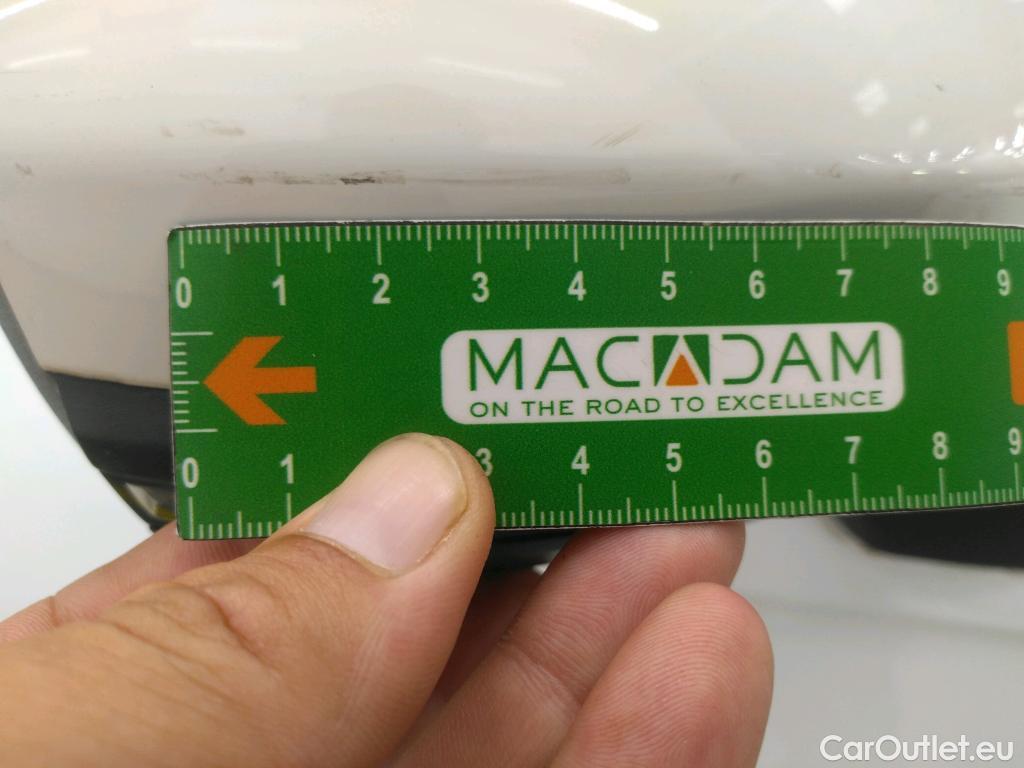 0 1 2 3 4 5 6 7 8 9
MACADAM
ON THE ROAD TO EXCELLENCE
0 1 3 4 5 6 7 8 9
CarOutlet.eu